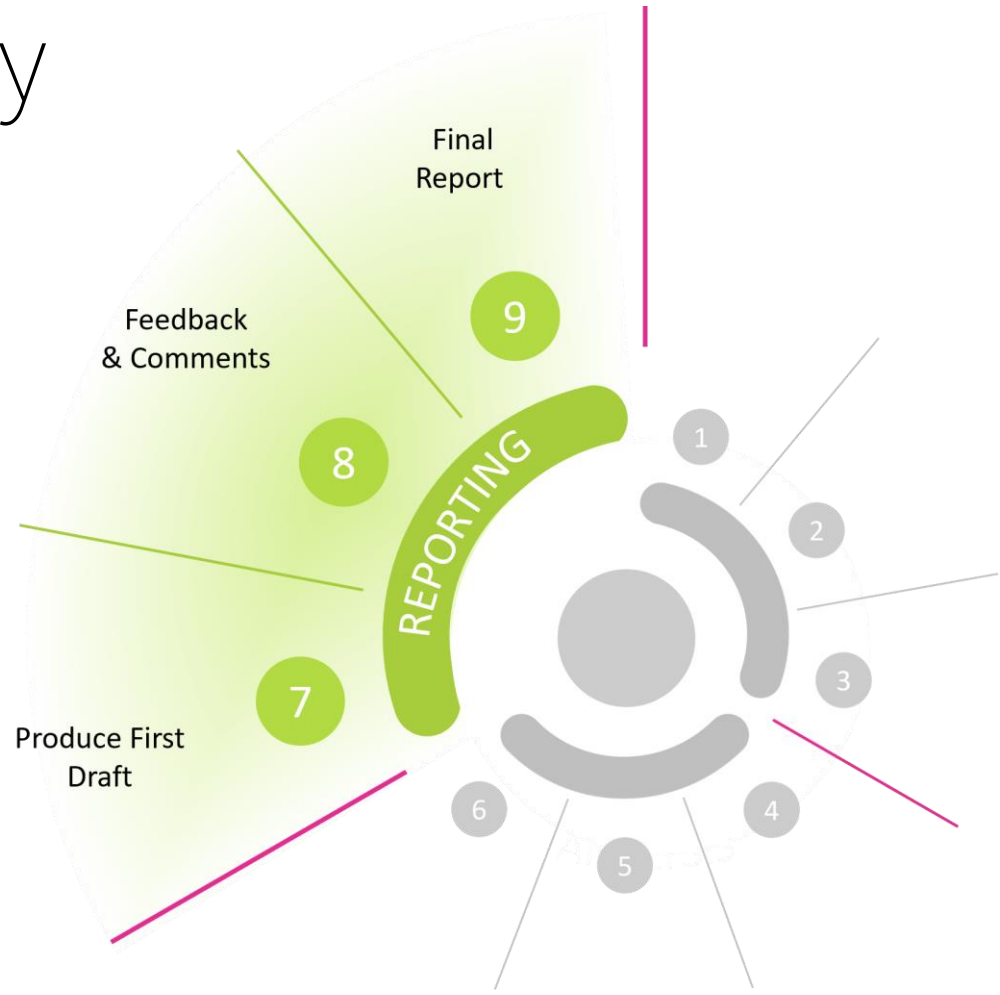 y
Final
Report
9
Feedback
& Comments
8
REPORTING
7
Produce First
Draft
1
2
3
4
5
6